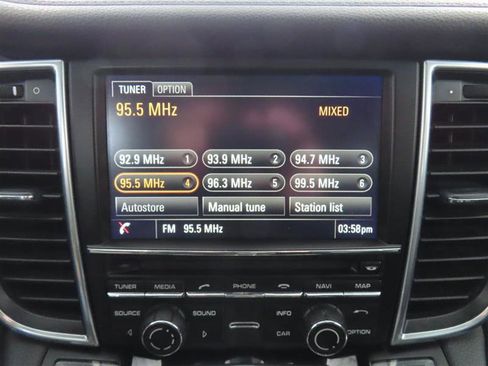 TUNER OPTION
95.5 MHz MIXED
92.9 MHz 1 93.9 MHz 2 94.7 MHz 3
95.5 MHz 4 96.3 MHz 5 99.5 MHz 6
Autostore Manual tune Station list
FM 95.5 MHz 03:58pm
TUNER MEDIA PHONE NAVI MAP
SOURCE SOUND INFO
CAR OPTION